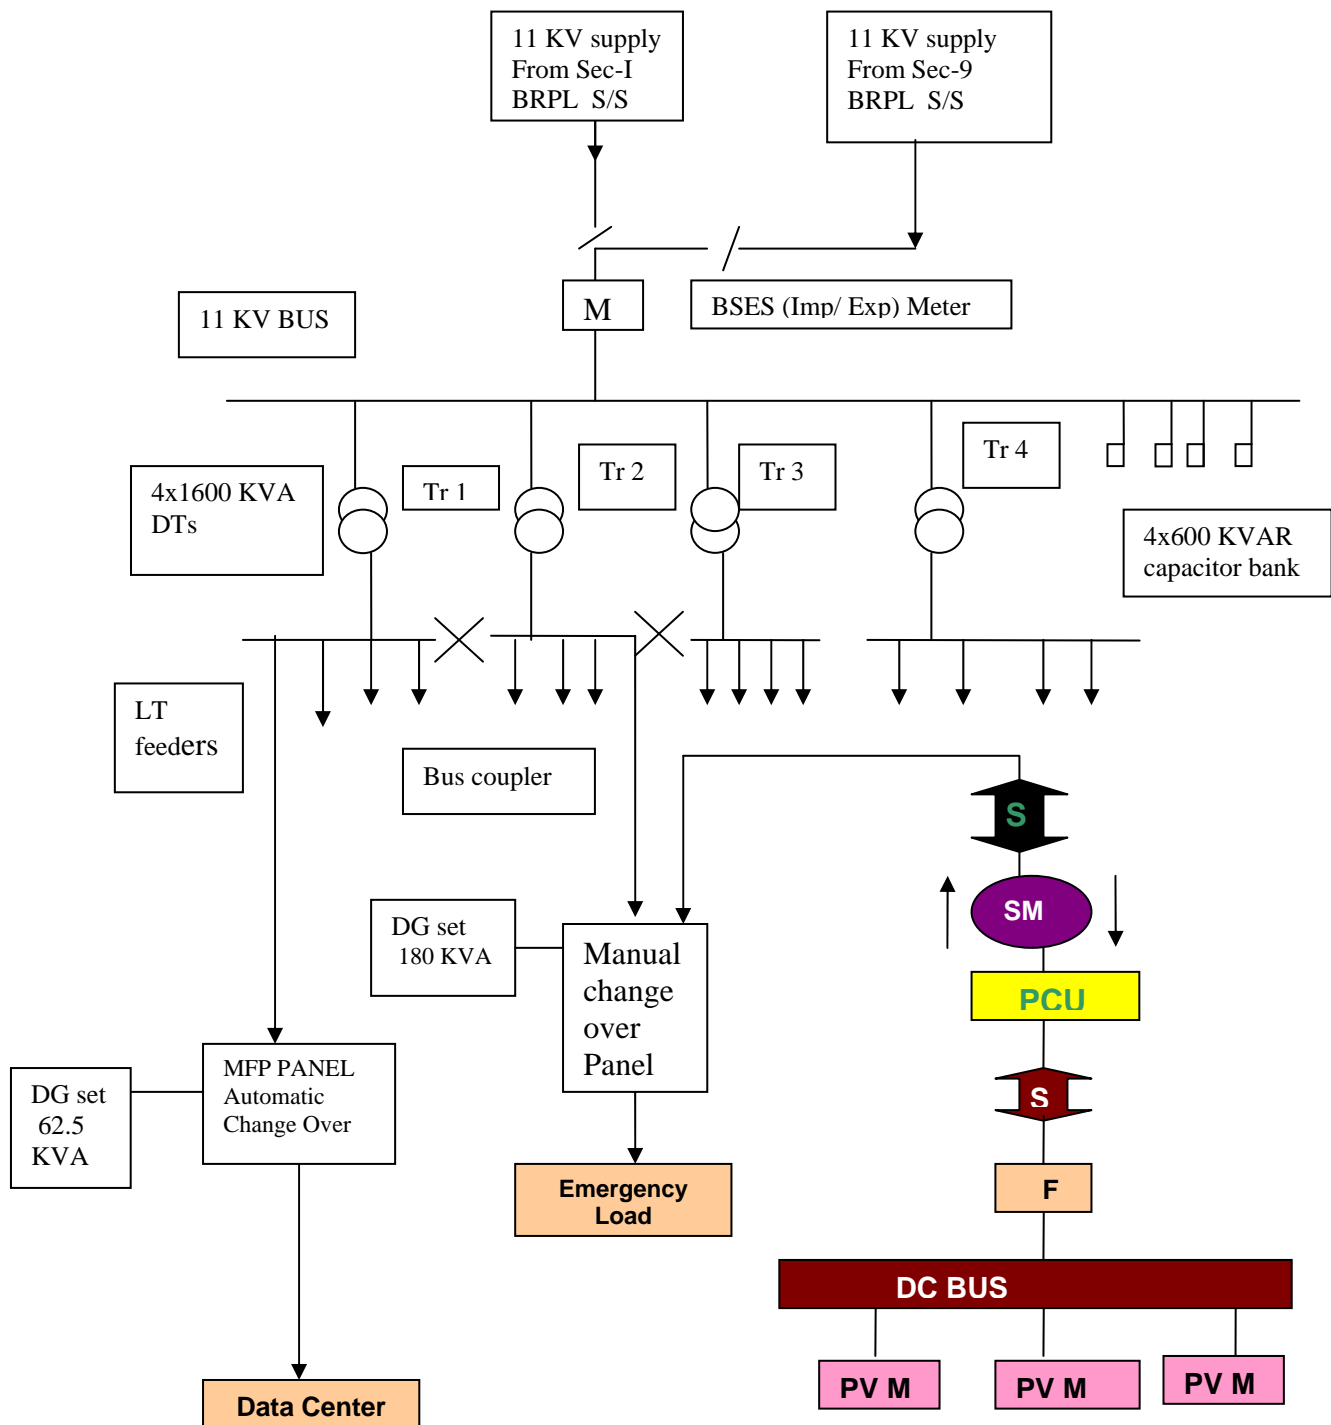 11 KV supply
From Sec-I
BRPL S/S
11 KV supply
From Sec-9
BRPL S/S
M
BSES (Imp/ Exp) Meter
11 KV BUS
Tr 1
Tr 2
Tr 3
Tr 4
4x1600 KVA
DTs
4x600 KVAR
capacitor bank
LT
feeders
Bus coupler
S
SM
DG set
180 KVA
Manual
change
over
Panel
PCU
MFP PANEL
Automatic
Change Over
DG set
62.5
KVA
S
Emergency
Load
F
DC BUS
PV M
PV M
PV M
Data Center